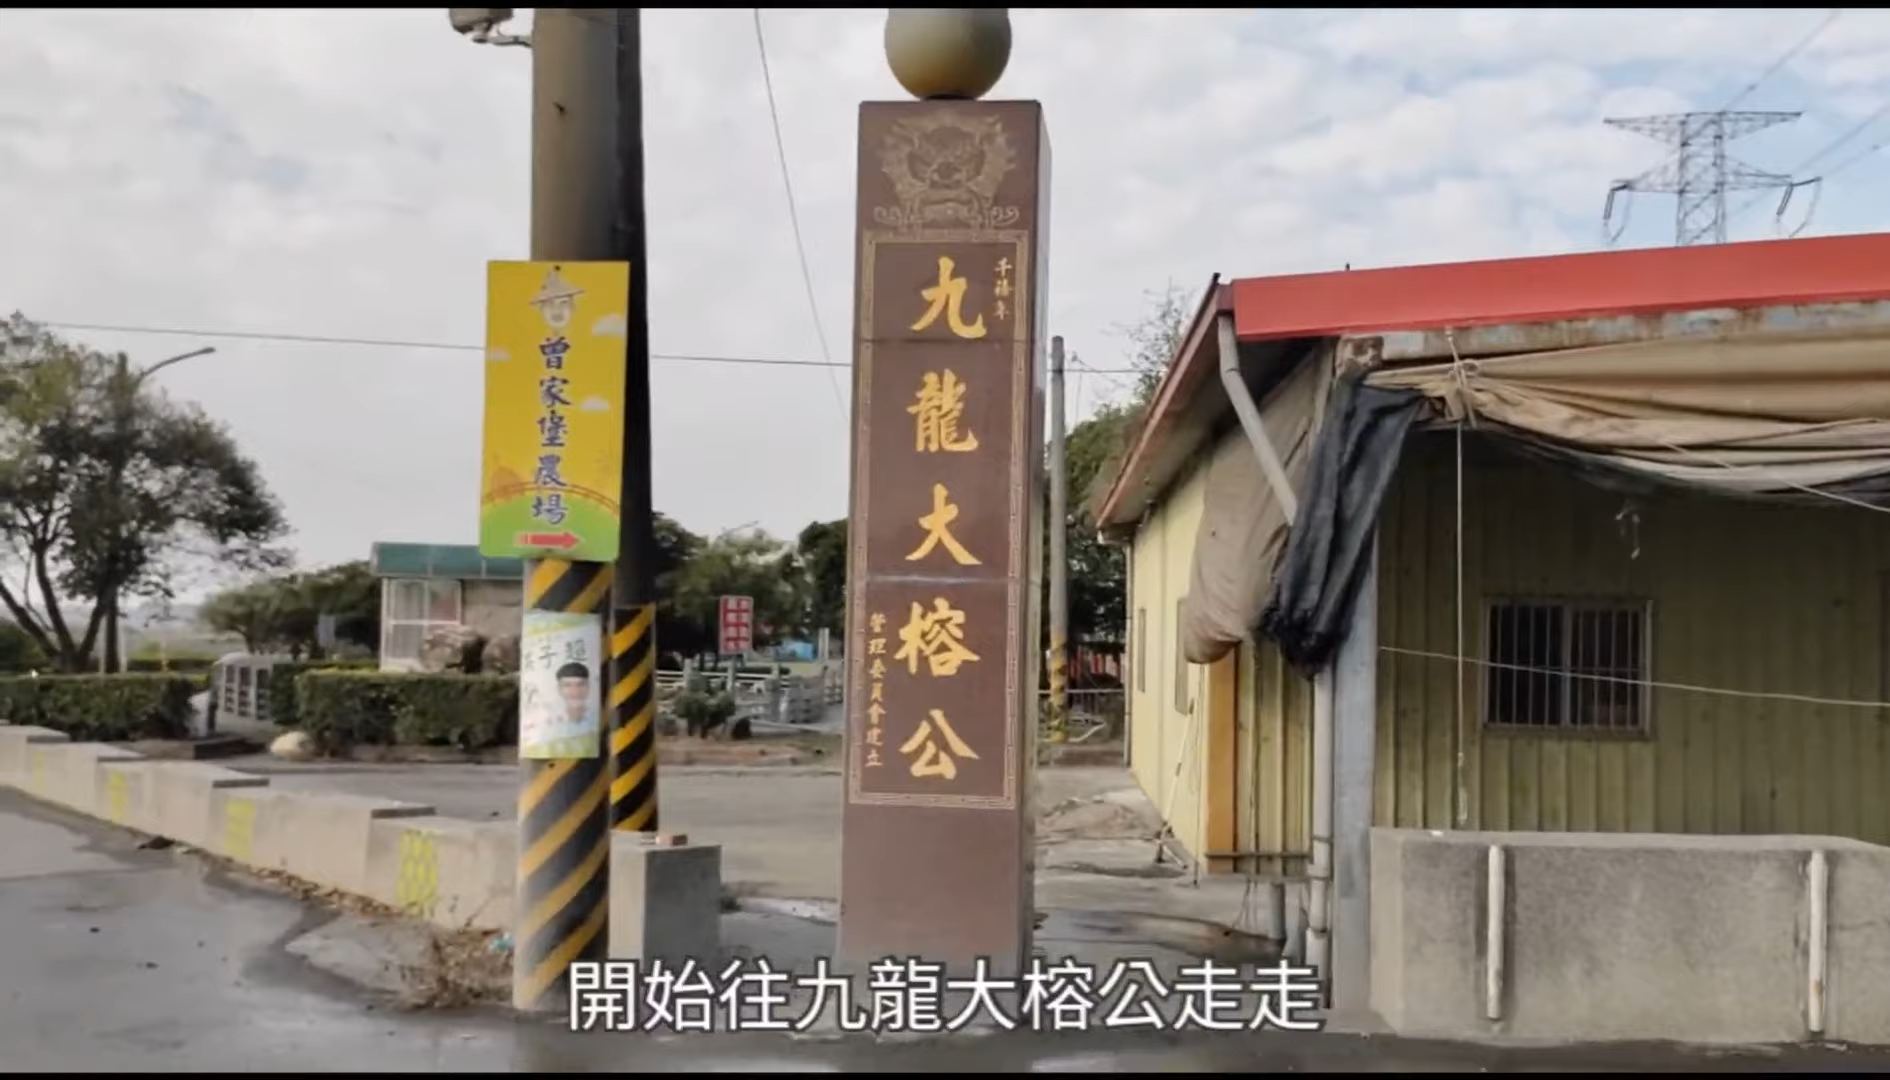 曾家堡農場
千禧年
九龍大榕公
管理委員會建立
開始往九龍大榕公走走